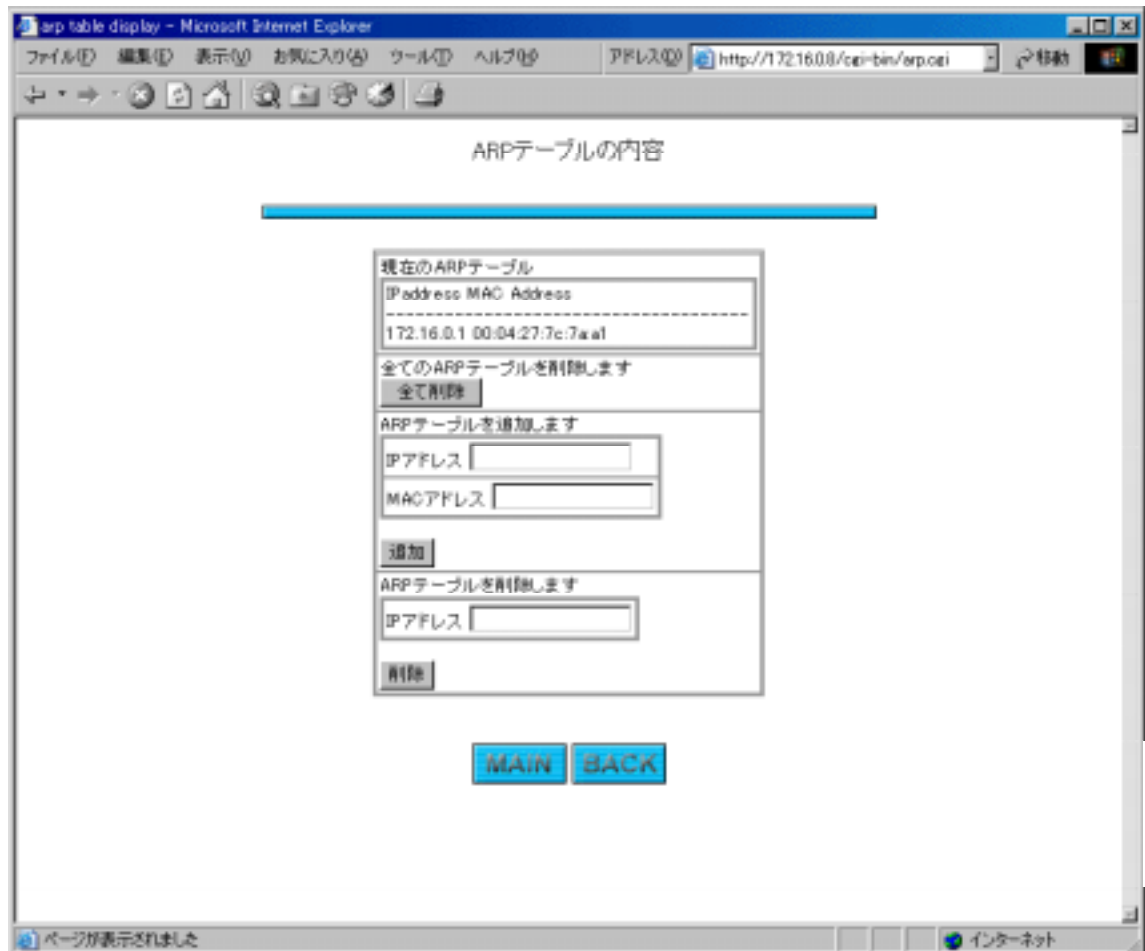 arp table display - Microsoft Internet Explorer
ファイル(F) 編集(E) 表示(V) お気に入り(A) ツール(T) ヘルプ(H) アドレス(D) http://172.16.0.8/cgi-bin/arp.cgi 移動
ARPテーブルの内容
現在のARPテーブル
IPaddress MAC Address
------------------------------------
172.16.0.1 00:04:27:7c:7a:a1
全てのARPテーブルを削除します
全て削除
ARPテーブルを追加します
IPアドレス
MACアドレス
追加
ARPテーブルを削除します
IPアドレス
削除
MAIN BACK
ページが表示されました インターネット